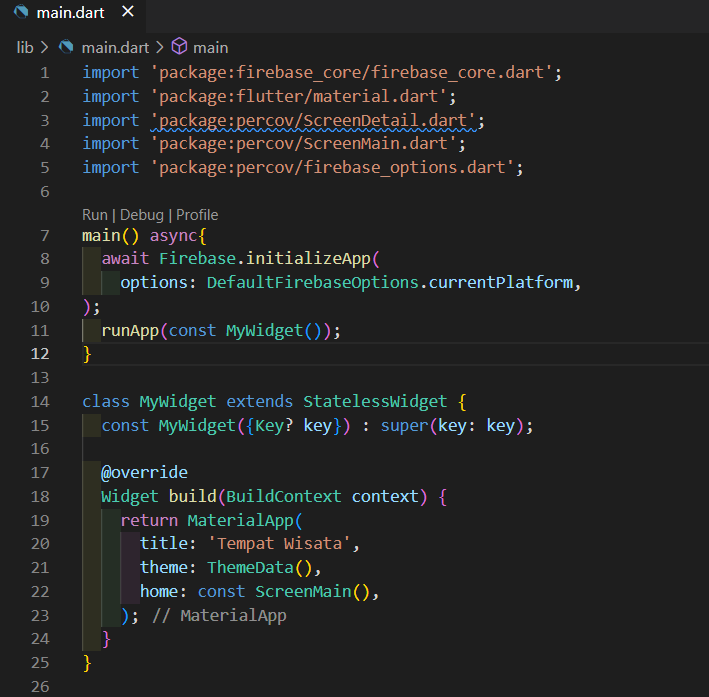 main.dart ×
lib > main.dart > main
1 import 'package:firebase_core/firebase_core.dart';
2 import 'package:flutter/material.dart';
3 import 'package:percov/ScreenDetail.dart';
4 import 'package:percov/ScreenMain.dart';
5 import 'package:percov/firebase_options.dart';
6
Run | Debug | Profile
7 main() async{
8   await Firebase.initializeApp(
9     options: DefaultFirebaseOptions.currentPlatform,
10 );
11   runApp(const MyWidget());
12 }
13
14 class MyWidget extends StatelessWidget {
15   const MyWidget({Key? key}) : super(key: key);
16
17   @override
18   Widget build(BuildContext context) {
19     return MaterialApp(
20       title: 'Tempat Wisata',
21       theme: ThemeData(),
22       home: const ScreenMain(),
23     ); // MaterialApp
24   }
25 }
26